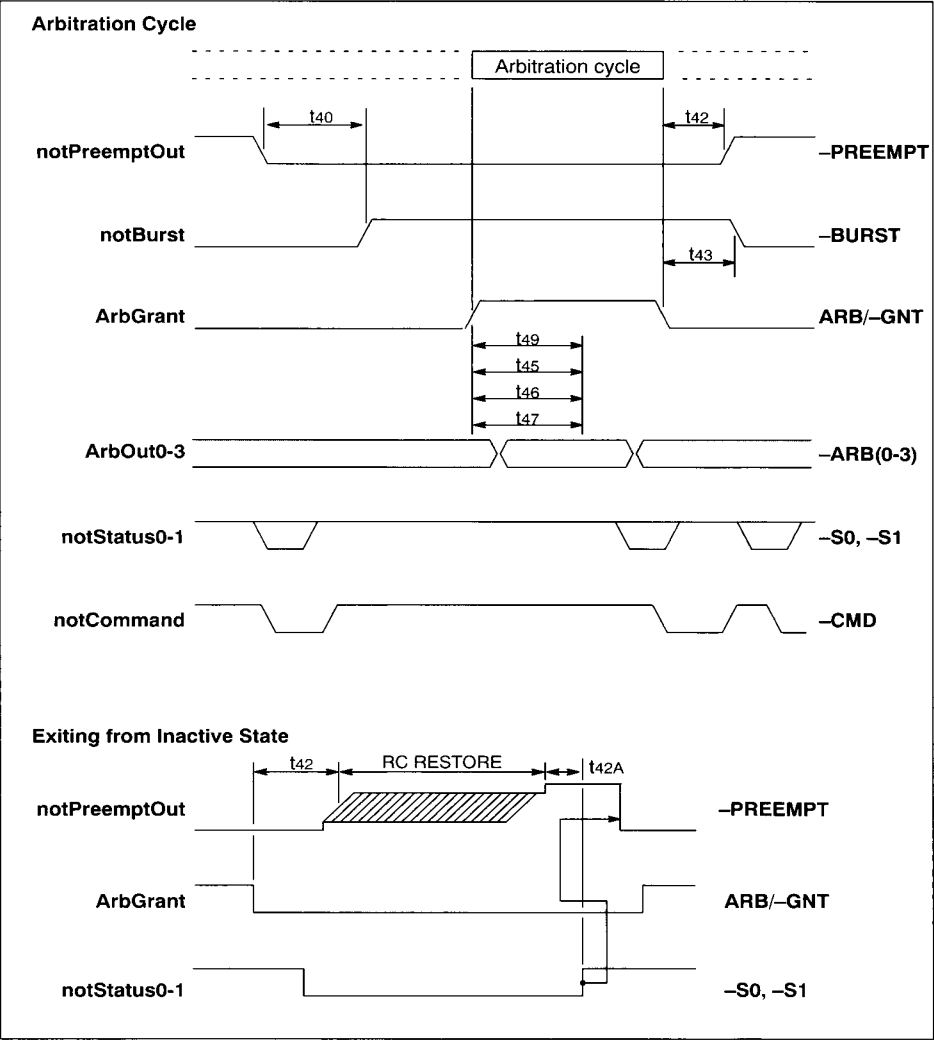 Arbitration Cycle
Arbitration cycle
t40
t42
notPreemptOut
–PREEMPT
notBurst
–BURST
t43
ArbGrant
ARB/–GNT
t49
t45
t46
t47
ArbOut0-3
–ARB(0-3)
notStatus0-1
–S0, –S1
notCommand
–CMD
Exiting from Inactive State
t42
RC RESTORE
t42A
notPreemptOut
–PREEMPT
ArbGrant
ARB/–GNT
notStatus0-1
–S0, –S1